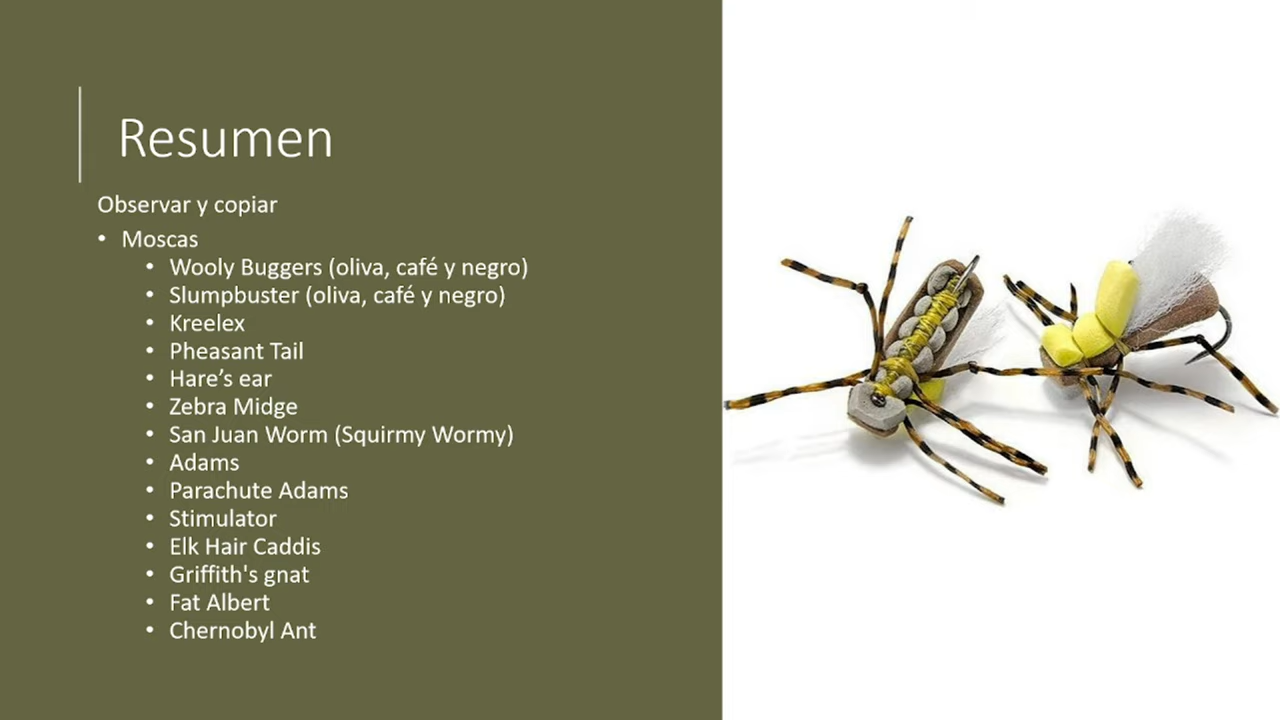 Resumen
Observar y copiar
• Moscas
• Wooly Buggers (oliva, café y negro)
• Slumpbuster (oliva, café y negro)
• Kreelex
• Pheasant Tail
• Hare’s ear
• Zebra Midge
• San Juan Worm (Squirmy Wormy)
• Adams
• Parachute Adams
• Stimulator
• Elk Hair Caddis
• Griffith's gnat
• Fat Albert
• Chernobyl Ant